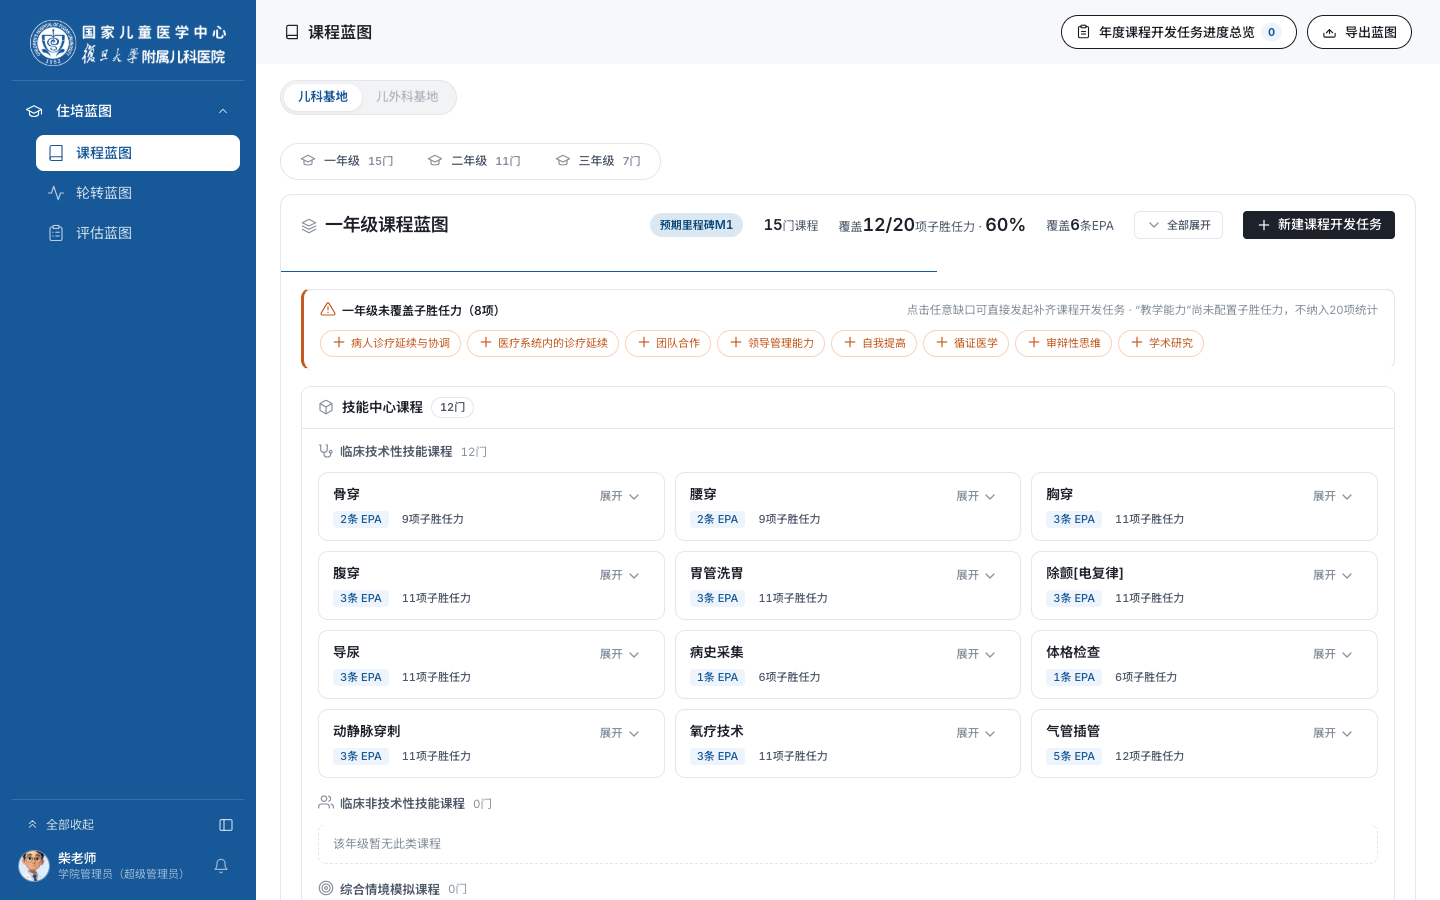 国家儿童医学中心
復旦大学附属儿科医院
住培蓝图
课程蓝图
轮转蓝图
评估蓝图
全部收起
柴老师
学院管理员（超级管理员）
课程蓝图
年度课程开发任务进度总览 0
导出蓝图
儿科基地 儿外科基地
一年级 15门 二年级 11门 三年级 7门
一年级课程蓝图 预期里程碑M1 15门课程 覆盖12/20项子胜任力 · 60% 覆盖6条EPA 全部展开 新建课程开发任务
一年级未覆盖子胜任力（8项） 点击任意缺口可直接发起补齐课程开发任务 · “教学能力”尚未配置子胜任力，不纳入20项统计
病人诊疗延续与协调 医疗系统内的诊疗延续 团队合作 领导管理能力 自我提高 循证医学 审辩性思维 学术研究
技能中心课程 12门
临床技术性技能课程 12门
骨穿 展开 腰穿 展开 胸穿 展开
2条 EPA 9项子胜任力 2条 EPA 9项子胜任力 3条 EPA 11项子胜任力
腹穿 展开 胃管洗胃 展开 除颤[电复律] 展开
3条 EPA 11项子胜任力 3条 EPA 11项子胜任力 3条 EPA 11项子胜任力
导尿 展开 病史采集 展开 体格检查 展开
3条 EPA 11项子胜任力 1条 EPA 6项子胜任力 1条 EPA 6项子胜任力
动静脉穿刺 展开 氧疗技术 展开 气管插管 展开
3条 EPA 11项子胜任力 3条 EPA 11项子胜任力 5条 EPA 12项子胜任力
临床非技术性技能课程 0门
该年级暂无此类课程
综合情境模拟课程 0门